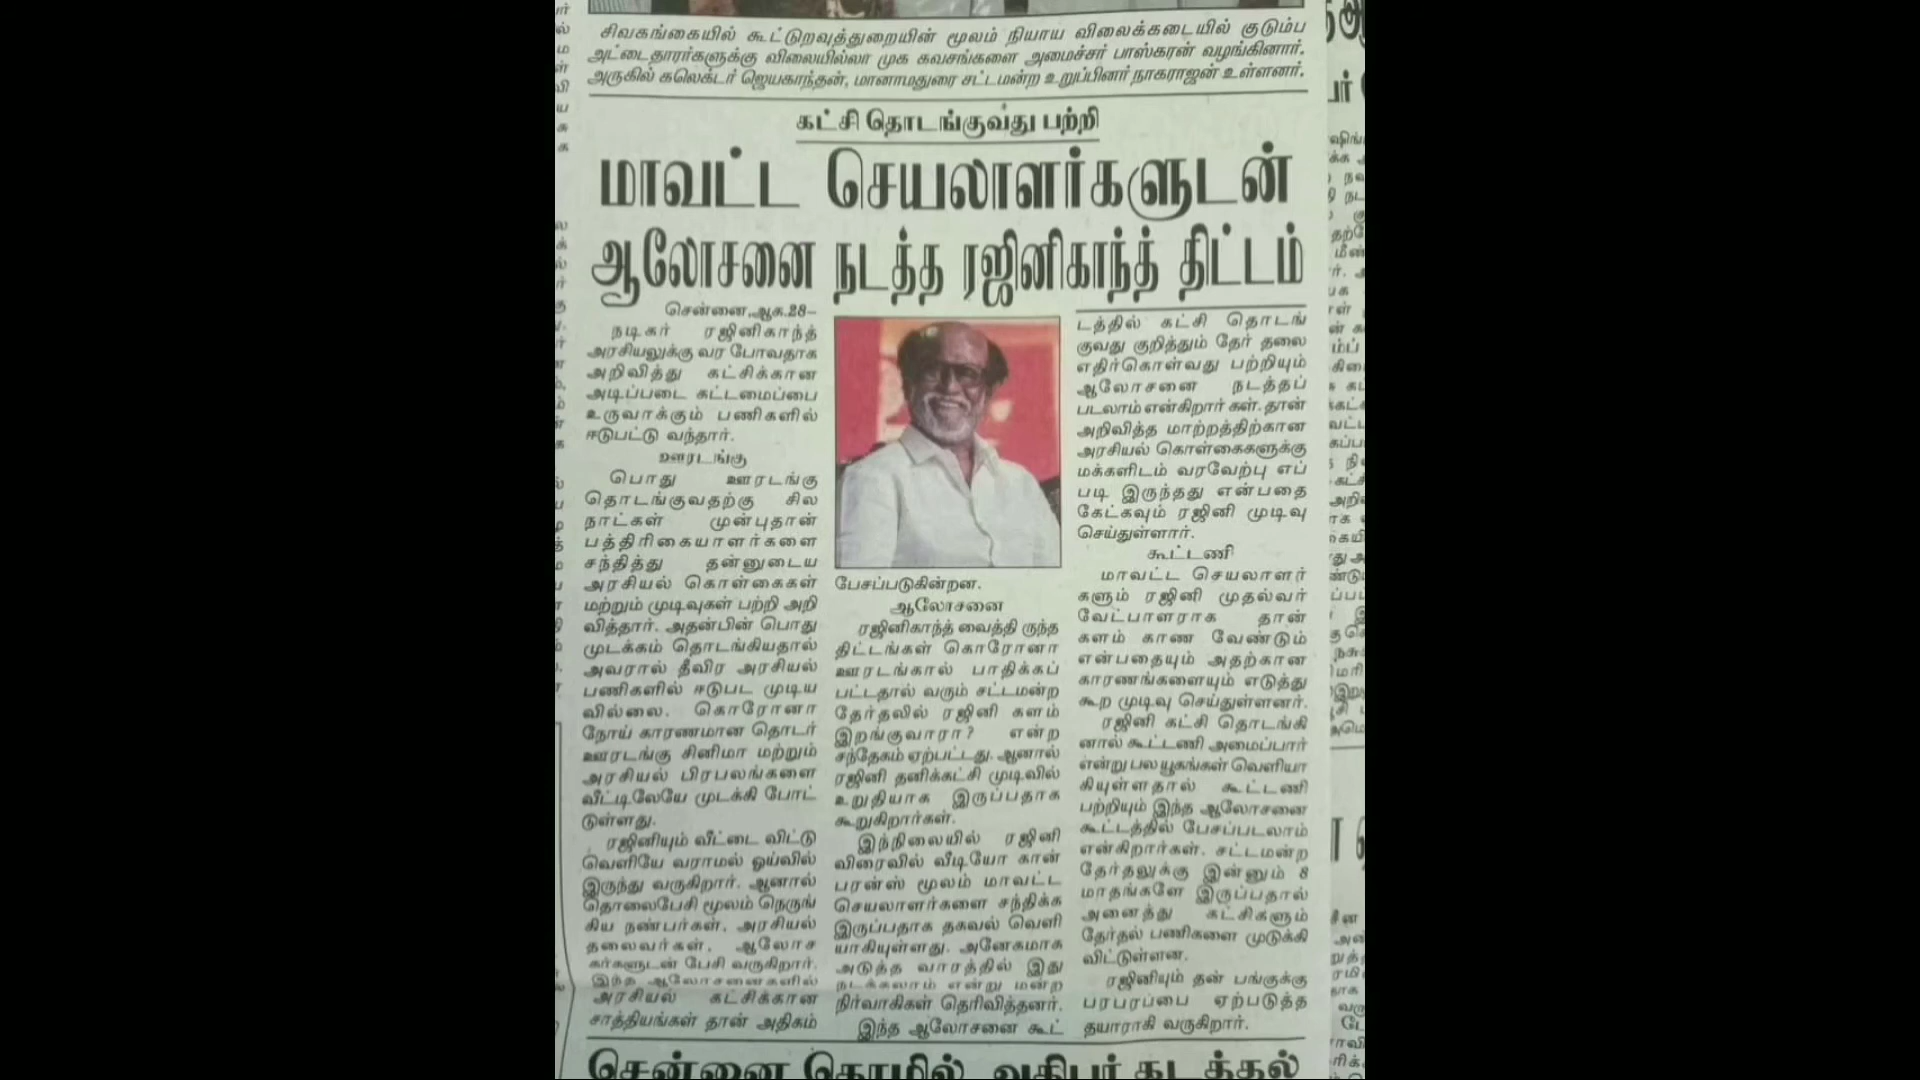 சிவகங்கையில் கூட்டுறவுத்துறையின் மூலம் நியாய விலைக்கடையில் குடும்ப
அட்டைதாரர்களுக்கு விலையில்லா முக கவசங்களை அமைச்சர் பாஸ்கரன் வழங்கினார்.
அருகில் கலெக்டர் ஜெயகாந்தன், மானாமதுரை சட்டமன்ற உறுப்பினர் நாகராஜன் உள்ளனர்.
கட்சி தொடங்குவது பற்றி
மாவட்ட செயலாளர்களுடன்
ஆலோசனை நடத்த ரஜினிகாந்த் திட்டம்
சென்னை,ஆக.28–
நடிகர் ரஜினிகாந்த்
அரசியலுக்கு வர போவதாக
அறிவித்து கட்சிக்கான
அடிப்படை கட்டமைப்பை
உருவாக்கும் பணிகளில்
ஈடுபட்டு வந்தார்.
ஊரடங்கு
பொது ஊரடங்கு
தொடங்குவதற்கு சில
நாட்கள் முன்புதான்
பத்திரிகையாளர்களை
சந்தித்து தன்னுடைய
அரசியல் கொள்கைகள்
மற்றும் முடிவுகள் பற்றி அறி
வித்தார். அதன்பின் பொது
முடக்கம் தொடங்கியதால்
அவரால் தீவிர அரசியல்
பணிகளில் ஈடுபட முடிய
வில்லை. கொரோனா
நோய் காரணமான தொடர்
ஊரடங்கு சினிமா மற்றும்
அரசியல் பிரபலங்களை
வீட்டிலேயே முடக்கி போட்
டுள்ளது.
ரஜினியும் வீட்டை விட்டு
வெளியே வராமல் ஓய்வில்
இருந்து வருகிறார். ஆனால்
தொலைபேசி மூலம் நெருங்
கிய நண்பர்கள், அரசியல்
தலைவர்கள், ஆலோச
கர்களுடன் பேசி வருகிறார்.
இந்த ஆலோசனைகளில்
அரசியல் கட்சிக்கான
சாத்தியங்கள் தான் அதிகம்
பேசப்படுகின்றன.
ஆலோசனை
ரஜினிகாந்த் வைத்தி ருந்த
திட்டங்கள் கொரோனா
ஊரடங்கால் பாதிக்கப்
பட்டதால் வரும் சட்டமன்ற
தேர்தலில் ரஜினி களம்
இறங்குவாரா? என்ற
சந்தேகம் ஏற்பட்டது. ஆனால்
ரஜினி தனிக்கட்சி முடிவில்
உறுதியாக இருப்பதாக
கூறுகிறார்கள்.
இந்நிலையில் ரஜினி
விரைவில் வீடியோ கான்
பரன்ஸ் மூலம் மாவட்ட
செயலாளர்களை சந்திக்க
இருப்பதாக தகவல் வெளி
யாகியுள்ளது. அனேகமாக
அடுத்த வாரத்தில் இது
நடக்கலாம் என்று மன்ற
நிர்வாகிகள் தெரிவித்தனர்.
இந்த ஆலோசனை கூட்
டத்தில் கட்சி தொடங்
குவது குறித்தும் தேர் தலை
எதிர்கொள்வது பற்றியும்
ஆலோசனை நடத்தப்
படலாம் என்கிறார் கள். தான்
அறிவித்த மாற்றத்திற்கான
அரசியல் கொள்கைகளுக்கு
மக்களிடம் வரவேற்பு எப்
படி இருந்தது என்பதை
கேட்கவும் ரஜினி முடிவு
செய்துள்ளார்.
கூட்டணி
மாவட்ட செயலாளர்
களும் ரஜினி முதல்வர்
வேட்பாளராக தான்
களம் காண வேண்டும்
என்பதையும் அதற்கான
காரணங்களையும் எடுத்து
கூற முடிவு செய்துள்ளனர்.
ரஜினி கட்சி தொடங்கி
னால் கூட்டணி அமைப்பார்
என்று பல யூகங்கள் வெளியா
கியுள்ளதால் கூட்டணி
பற்றியும் இந்த ஆலோசனை
கூட்டத்தில் பேசப்படலாம்
என்கிறார்கள். சட்டமன்ற
தேர்தலுக்கு இன்னும் 8
மாதங்களே இருப்பதால்
அனைத்து கட்சிகளும்
தேர்தல் பணிகளை முடுக்கி
விட்டுள்ளன.
ரஜினியும் தன் பங்குக்கு
பரபரப்பை ஏற்படுத்த
தயாராகி வருகிறார்.
சென்னை தொழில் அதிபர் கடத்தல்